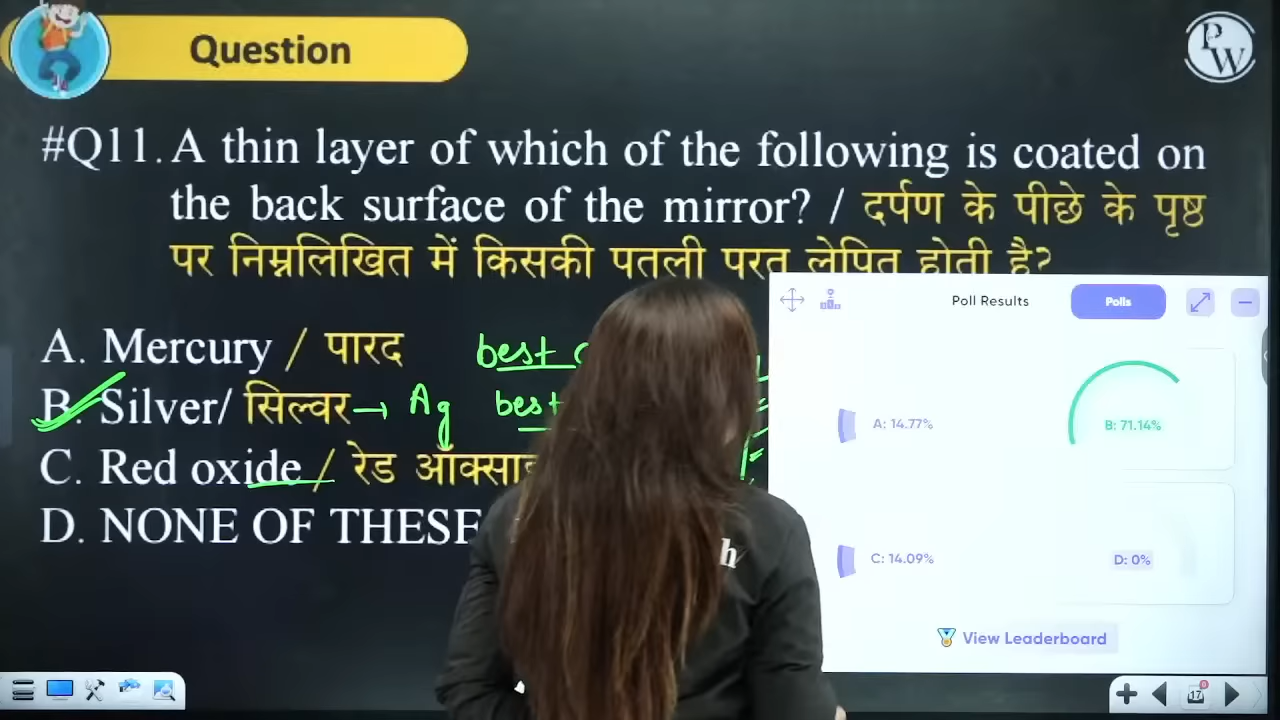 Question
PW
#Q11. A thin layer of which of the following is coated on
the back surface of the mirror? / दर्पण के पीछे के पृष्ठ
पर निम्नलिखित में किसकी पतली परत लेपित होती है?
A. Mercury / पारद
best
B. Silver/ सिल्वर → Ag
best
C. Red oxide / रेड
D. NONE OF THESE
h
Poll Results
Polls
A: 14.77%
B: 71.14%
C: 14.09%
D: 0%
View Leaderboard
17